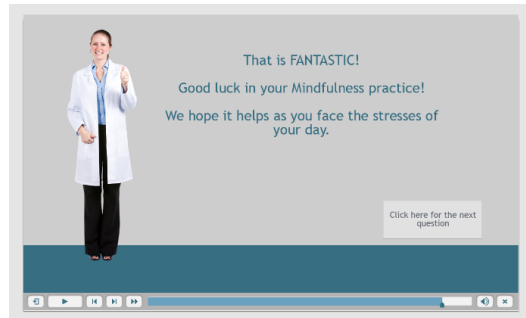 That is FANTASTIC!
Good luck in your Mindfulness practice!
We hope it helps as you face the stresses of
your day.
Click here for the next
question